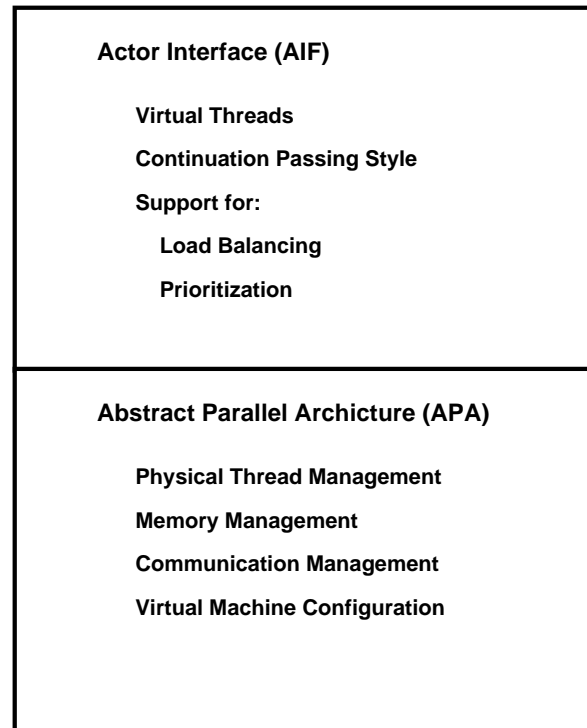 Actor Interface (AIF)
Virtual Threads
Continuation Passing Style
Support for:
Load Balancing
Prioritization
Abstract Parallel Archicture (APA)
Physical Thread Management
Memory Management
Communication Management
Virtual Machine Configuration